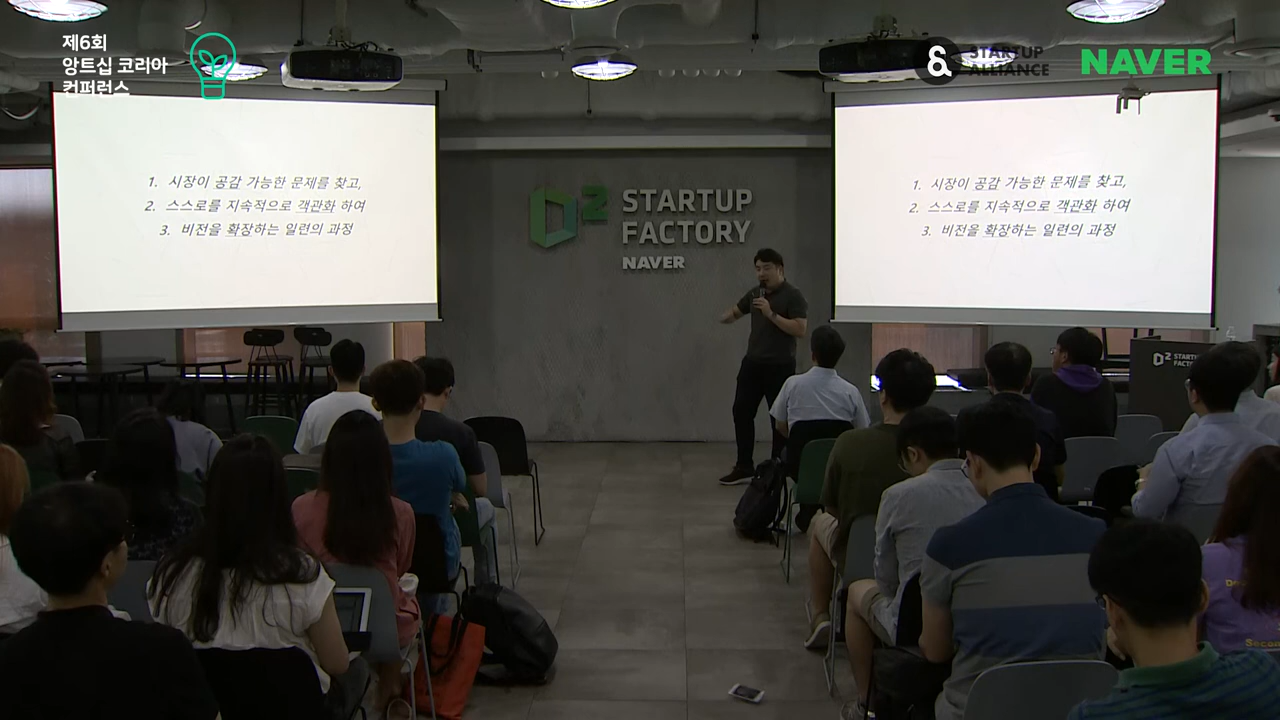 제6회
앙트십 코리아
컨퍼런스
&
STARTUP
ALLIANCE
NAVER
1. 시장이 공감 가능한 문제를 찾고,
2. 스스로를 지속적으로 객관화 하여
3. 비전을 확장하는 일련의 과정
D2
STARTUP
FACTORY
NAVER
1. 시장이 공감 가능한 문제를 찾고,
2. 스스로를 지속적으로 객관화 하여
3. 비전을 확장하는 일련의 과정
D2